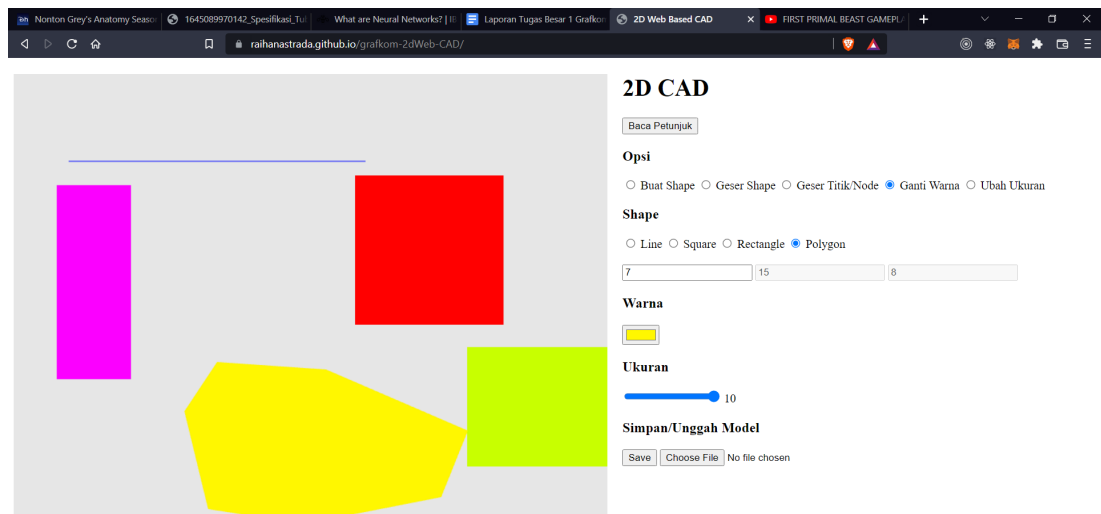 Nonton Grey's Anatomy Seaso
1645089970142_Spesifikasi_Tu
What are Neural Networks? | IB
Laporan Tugas Besar 1 Grafkon
2D Web Based CAD
FIRST PRIMAL BEAST GAMEPL
raihanastrada.github.io/grafkom-2dWeb-CAD/
2D CAD
Baca Petunjuk
Opsi
Buat Shape Geser Shape Geser Titik/Node Ganti Warna Ubah Ukuran
Shape
Line Square Rectangle Polygon
7 15 8
Warna
Ukuran
10
Simpan/Unggah Model
Save Choose File No file chosen